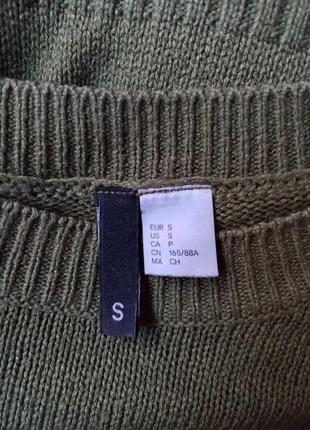 S
EUR S
US S
CA P
CN 165/88A
MX CH